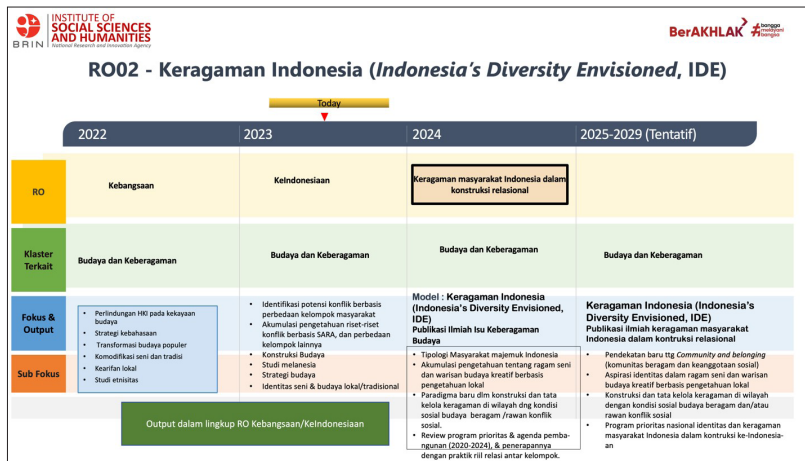 BRIN
INSTITUTE OF
SOCIAL SCIENCES
AND HUMANITIES
National Research and Innovation Agency
BerAKHLAK
#bangga
melayani
bangsa
RO02 - Keragaman Indonesia (Indonesia's Diversity Envisioned, IDE)
Today
2022
2023
2024
2025-2029 (Tentatif)
RO
Kebangsaan
KeIndonesiaan
Keragaman masyarakat Indonesia dalam
konstruksi relasional
Klaster
Terkait
Budaya dan Keberagaman
Budaya dan Keberagaman
Budaya dan Keberagaman
Budaya dan Keberagaman
Fokus &
Output
Sub Fokus
• Perlindungan HKI pada kekayaan
budaya
• Strategi kebahasaan
• Transformasi budaya populer
• Komodifikasi seni dan tradisi
• Kearifan lokal
• Studi etnisitas
• Identifikasi potensi konflik berbasis
perbedaan kelompok masyarakat
• Akumulasi pengetahuan riset-riset
konflik berbasis SARA, dan perbedaan
kelompok lainnya
• Konstruksi Budaya
• Studi melanesia
• Strategi budaya
• Identitas seni & budaya lokal/tradisional
Model : Keragaman Indonesia
(Indonesia's Diversity Envisioned,
IDE)
Publikasi Ilmiah Isu Keberagaman
Budaya
• Tipologi Masyarakat majemuk Indonesia
• Akumulasi pengetahuan tentang ragam seni
dan warisan budaya kreatif berbasis
pengetahuan lokal
• Paradigma baru dlm konstruksi dan tata
kelola keragaman di wilayah dng kondisi
sosial budaya beragam /rawan konflik
sosial.
• Review program prioritas & agenda pemba-
ngunan (2020-2024), & penerapannya
dengan praktik riil relasi antar kelompok.
Keragaman Indonesia (Indonesia's
Diversity Envisioned, IDE)
Publikasi ilmiah keragaman masyarakat
Indonesia dalam kontruksi relasional
• Pendekatan baru ttg Community and belonging
(komunitas beragam dan keanggotaan sosial)
• Aspirasi identitas dalam ragam seni dan warisan
budaya kreatif berbasis pengetahuan lokal
• Konstruksi dan tata kelola keragaman di wilayah
dengan kondisi sosial budaya beragam dan/atau
rawan konflik sosial
• Program prioritas nasional identitas dan keragaman
masyarakat Indonesia dalam kontruksi ke-Indonesia-
an
Output dalam lingkup RO Kebangsaan/KeIndonesiaan